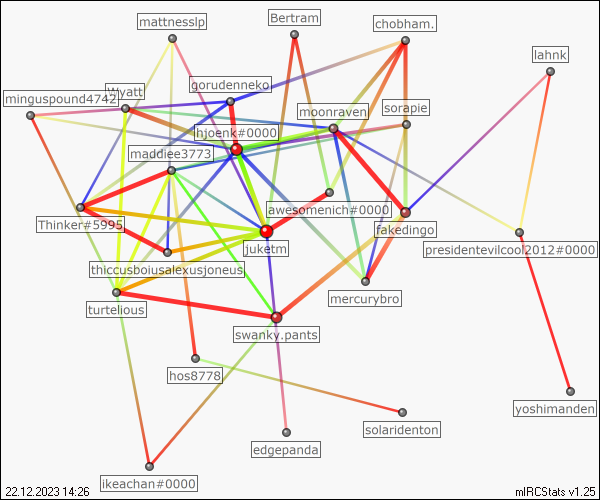 mattnesslp
Bertram
chobham.
lahnk
gorudenneko
Wyatt
minguspound4742
moonraven
sorapie
hjoenk#0000
maddiee3773
awesomenich#0000
Thinker#5995
fakedingo
juketm
presidentevilcool2012#0000
thiccusboiusalexusjoneus
mercurybro
turtelious
swanky.pants
hos8778
yoshimanden
solaridenton
edgepanda
ikeachan#0000
22.12.2023 14:26
mIRCStats v1.25